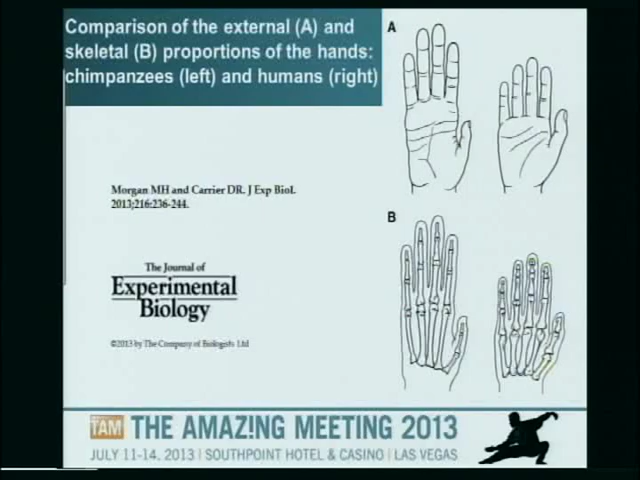 Comparison of the external (A) and
skeletal (B) proportions of the hands:
chimpanzees (left) and humans (right)
A
Morgan MH and Carrier DR. J Exp Biol.
2013;216:236-244.
B
The Journal of
Experimental
Biology
©2013 by The Company of Biologists Ltd
TAM THE AMAZ!NG MEETING 2013
JULY 11-14, 2013 | SOUTHPOINT HOTEL & CASINO | LAS VEGAS